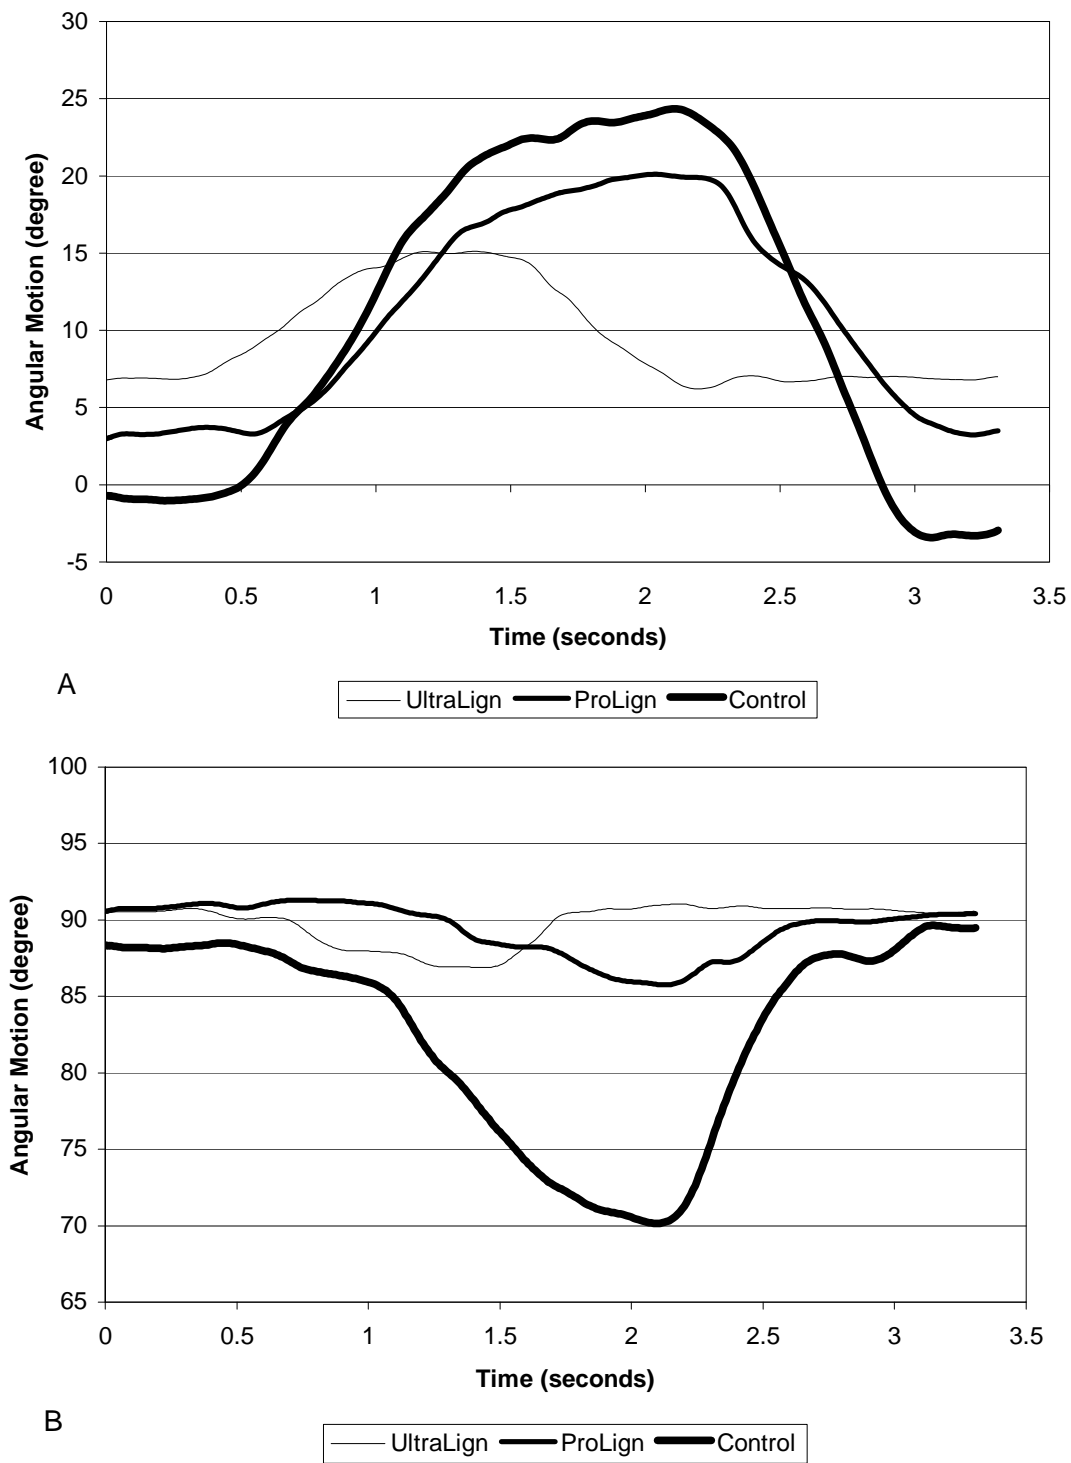 30
25
20
15
10
5
0
-5
Angular Motion (degree)
0 0.5 1 1.5 2 2.5 3 3.5
Time (seconds)
A
UltraLign ProLign Control
100
95
90
85
80
75
70
65
Angular Motion (degree)
0 0.5 1 1.5 2 2.5 3 3.5
Time (seconds)
B
UltraLign ProLign Control